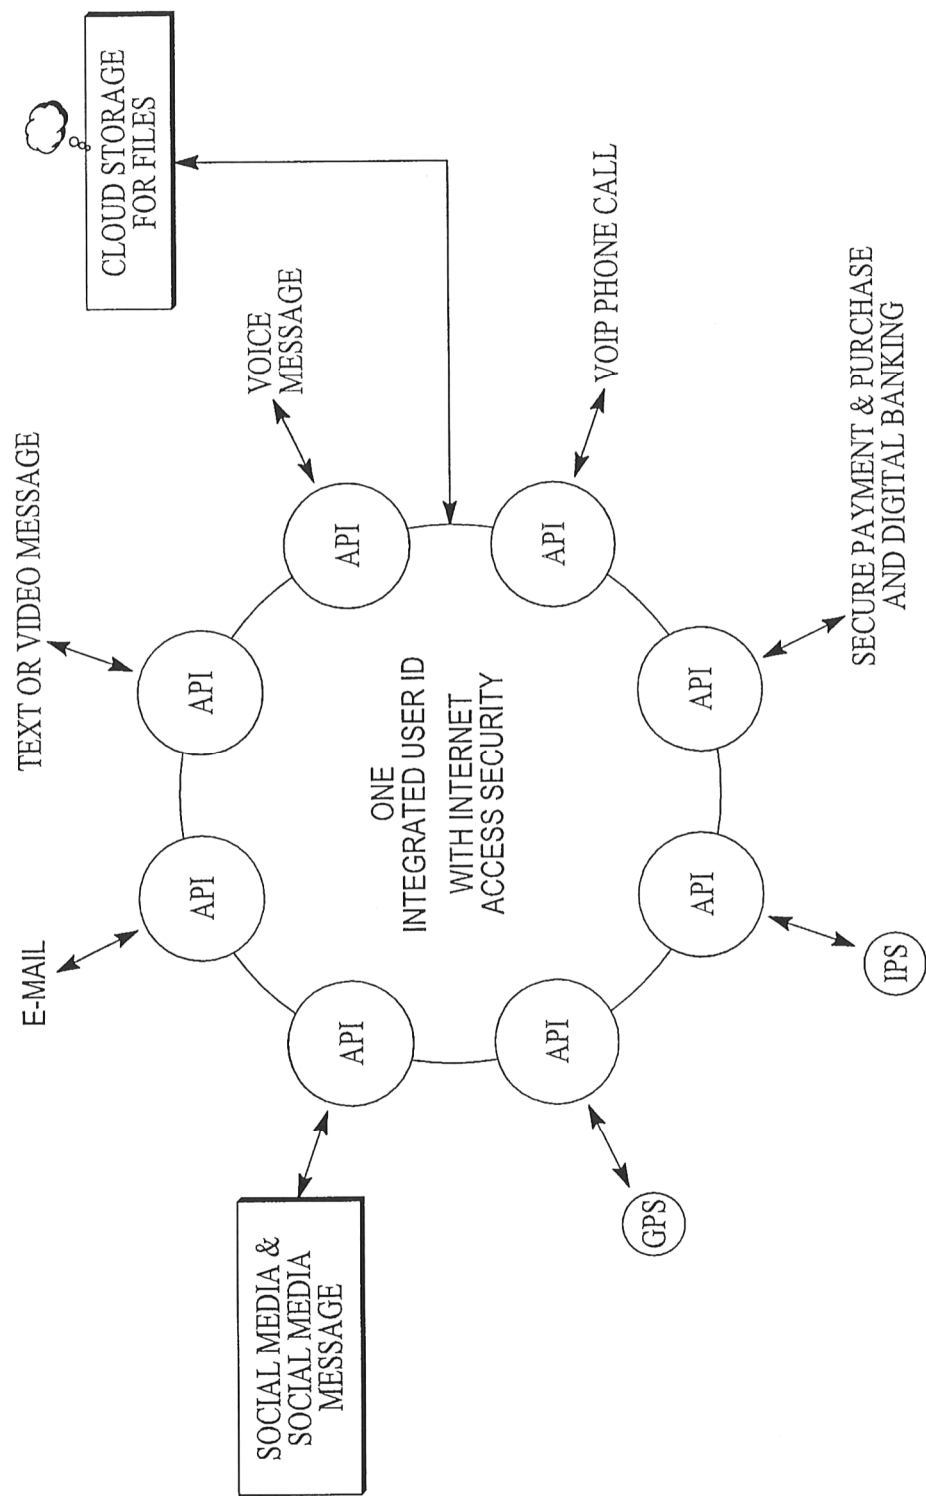 CLOUD STORAGE
FOR FILES
TEXT OR VIDEO MESSAGE
VOICE
MESSAGE
E-MAIL
API
API
API
VOIP PHONE CALL
SOCIAL MEDIA &
SOCIAL MEDIA
MESSAGE
API
ONE
INTEGRATED USER ID
WITH INTERNET
ACCESS SECURITY
API
API
API
API
GPS
IPS
SECURE PAYMENT & PURCHASE
AND DIGITAL BANKING